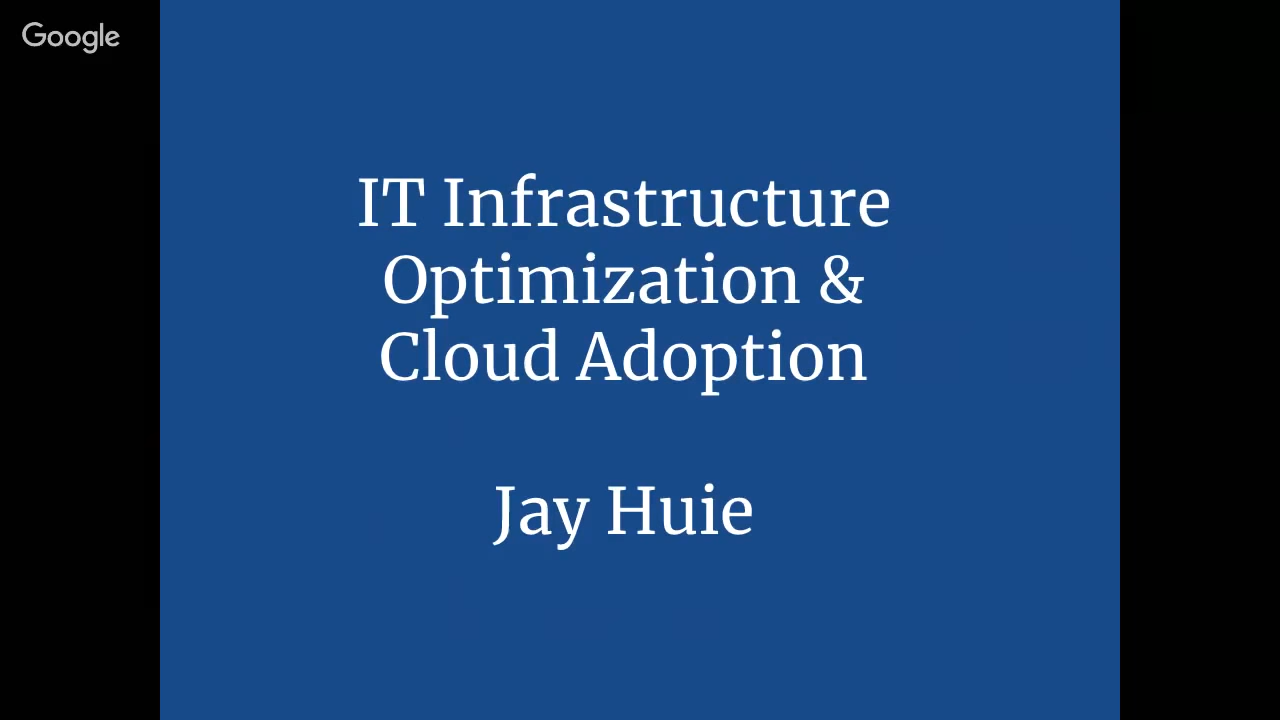 Google
IT Infrastructure
Optimization &
Cloud Adoption
Jay Huie